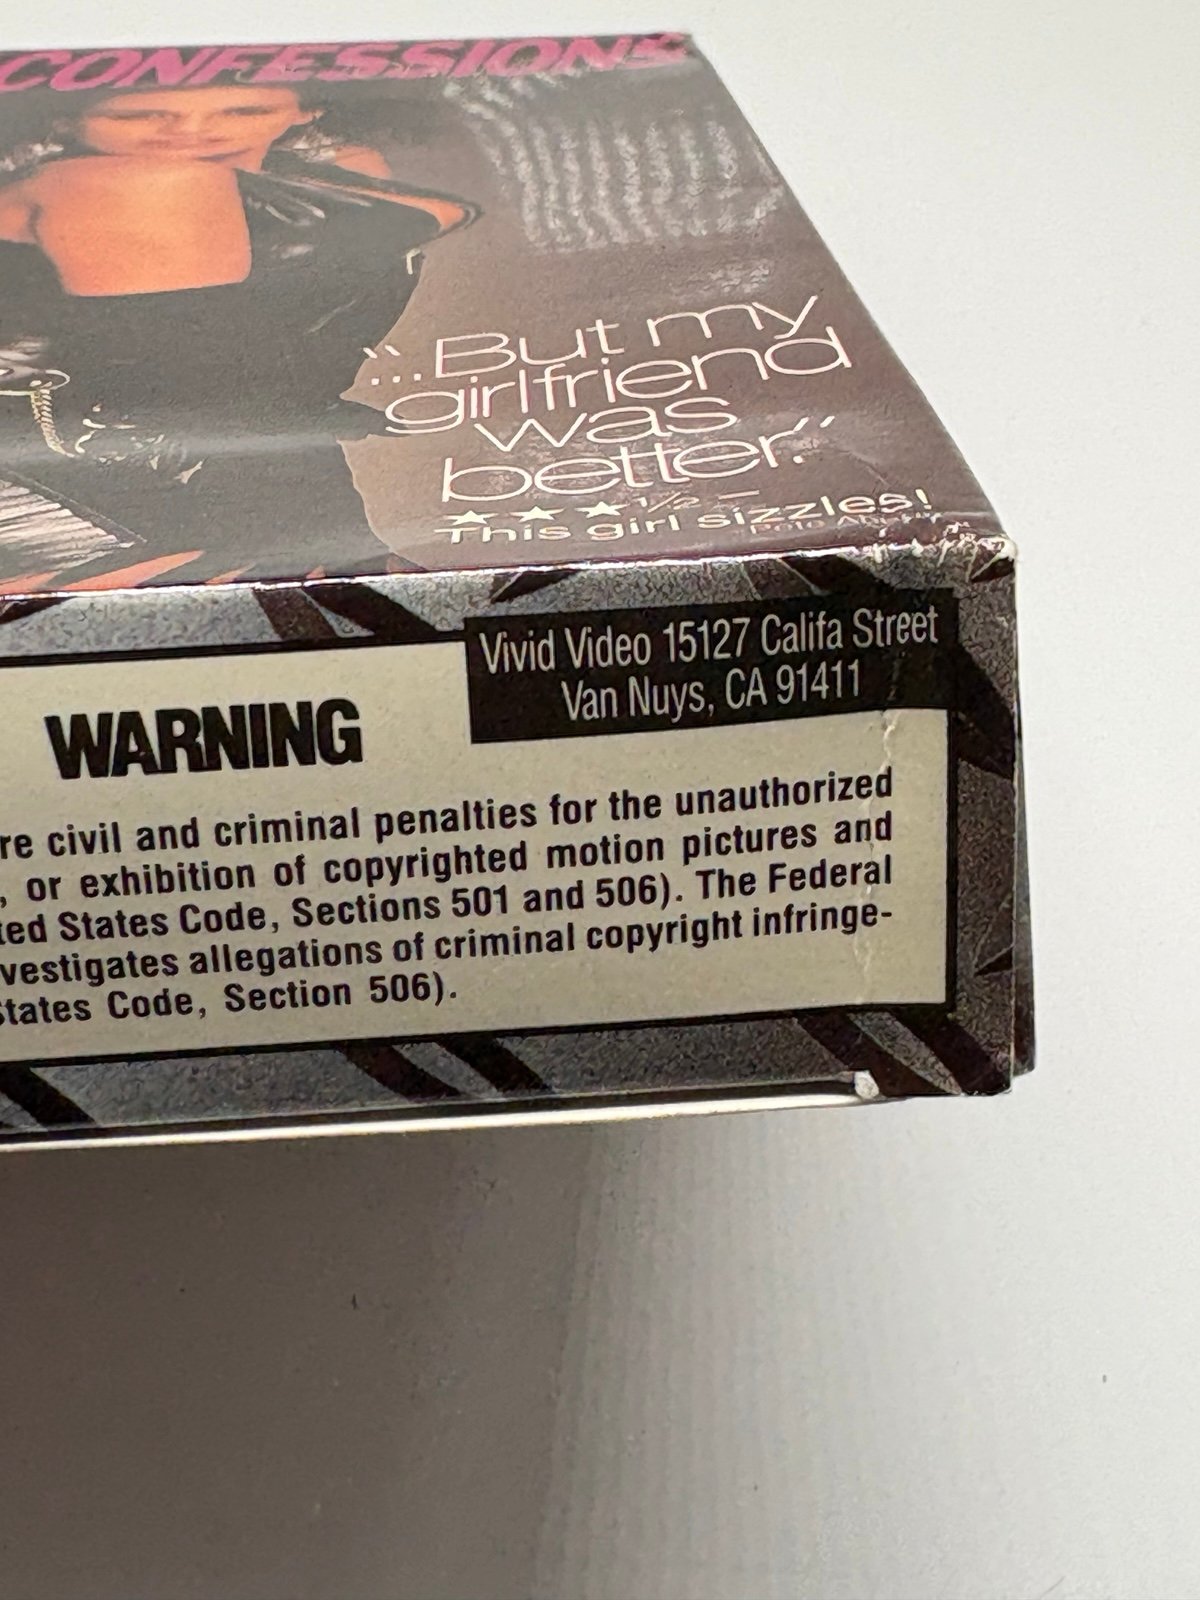 CONFESSIONS
"...But my
girlfriend
was
better."
★★★ 1/2 –
This girl sizzles!
Vivid Video 15127 Califa Street
Van Nuys, CA 91411
WARNING
re civil and criminal penalties for the unauthorized
, or exhibition of copyrighted motion pictures and
ted States Code, Sections 501 and 506). The Federal
vestigates allegations of criminal copyright infringe-
States Code, Section 506).